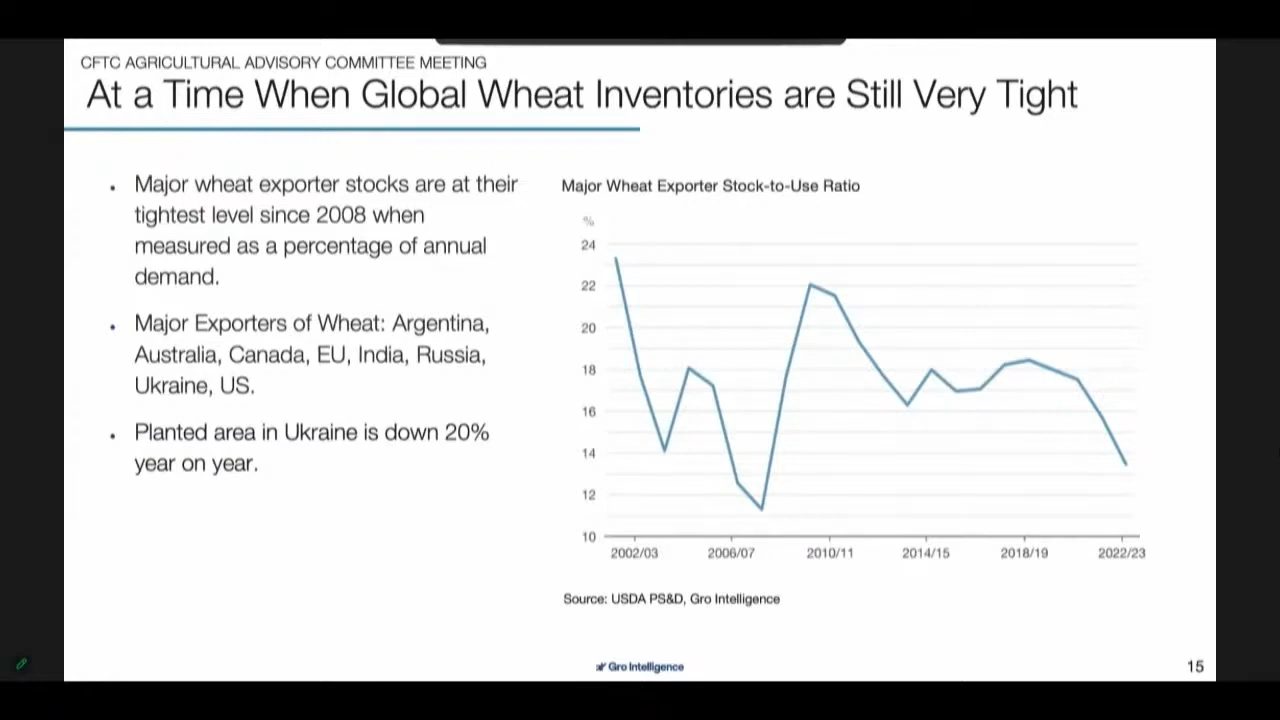 CFTC AGRICULTURAL ADVISORY COMMITTEE MEETING
At a Time When Global Wheat Inventories are Still Very Tight
• Major wheat exporter stocks are at their
tightest level since 2008 when
measured as a percentage of annual
demand.
• Major Exporters of Wheat: Argentina,
Australia, Canada, EU, India, Russia,
Ukraine, US.
• Planted area in Ukraine is down 20%
year on year.
Major Wheat Exporter Stock-to-Use Ratio
%
24
22
20
18
16
14
12
10
2002/03 2006/07 2010/11 2014/15 2018/19 2022/23
Source: USDA PS&D, Gro Intelligence
Gro Intelligence
15